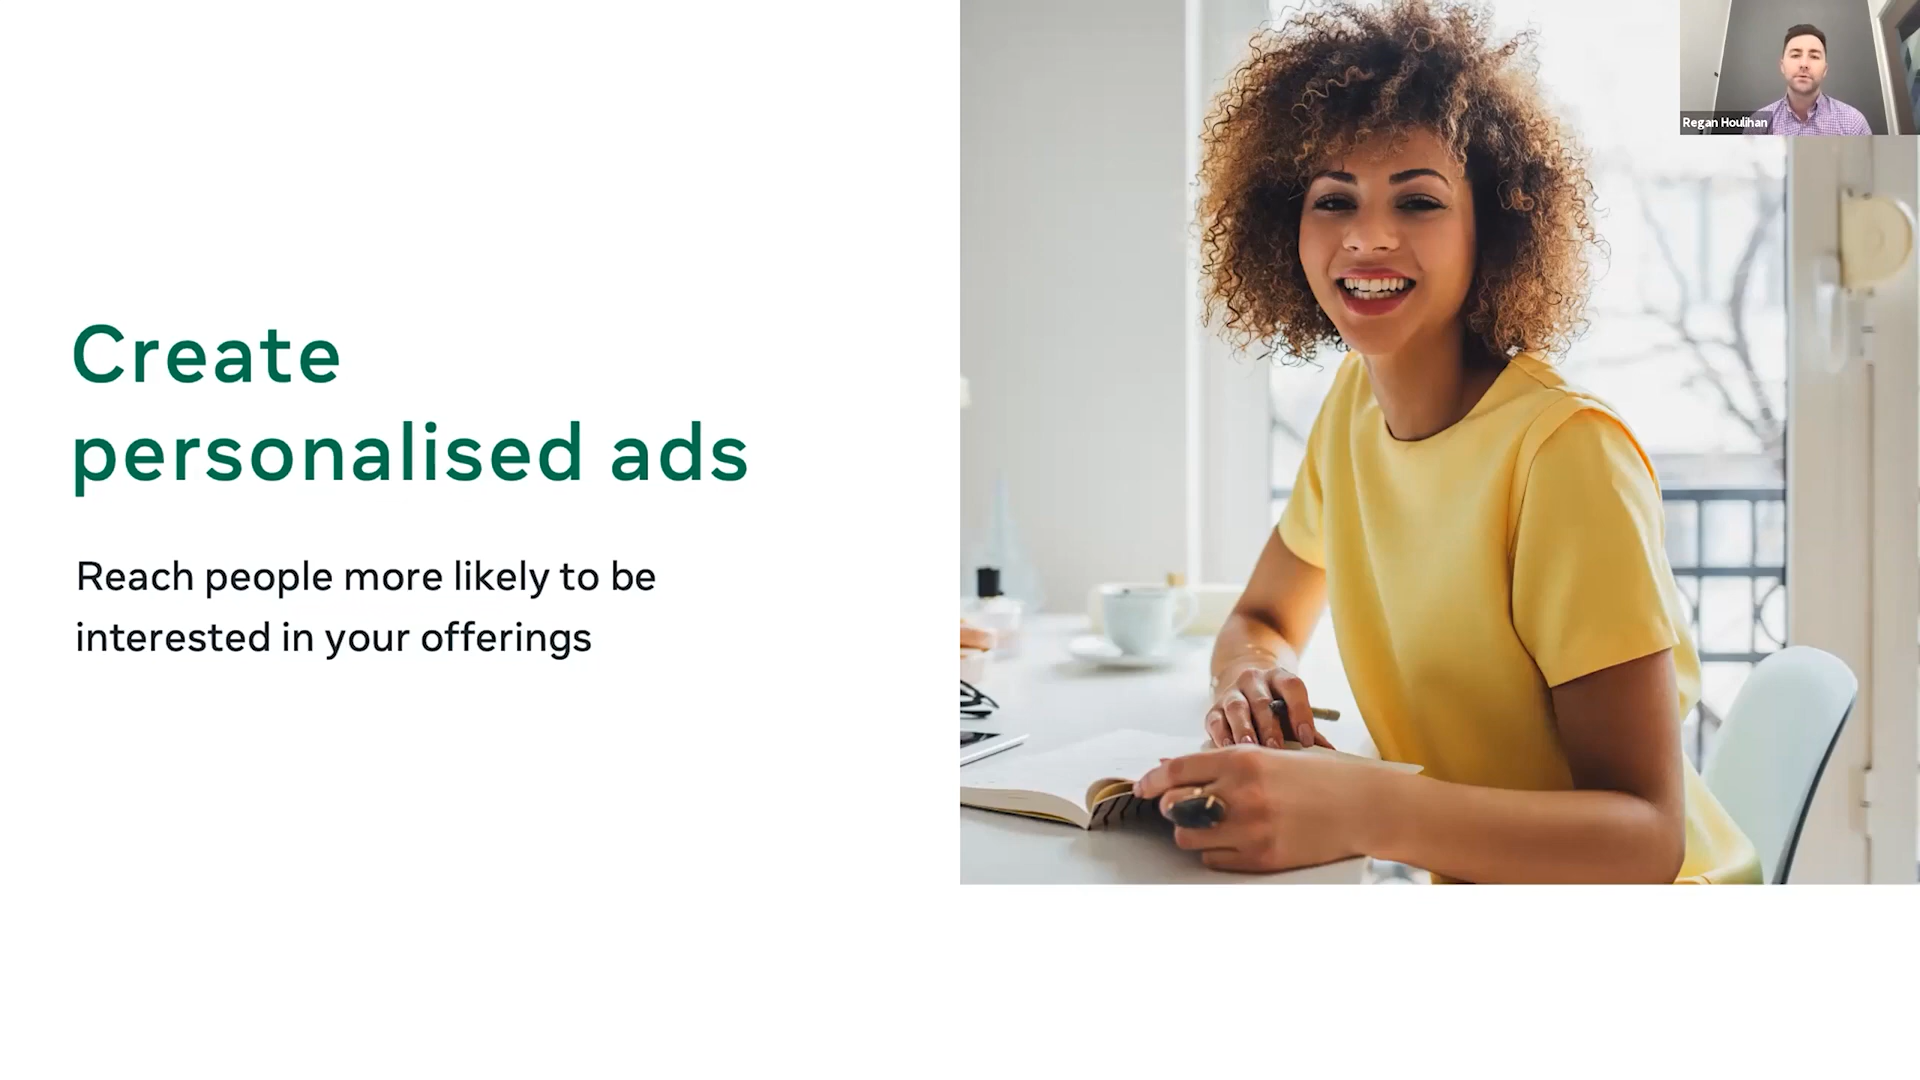 Create
personalised ads
Reach people more likely to be
interested in your offerings
Regan Houlihan